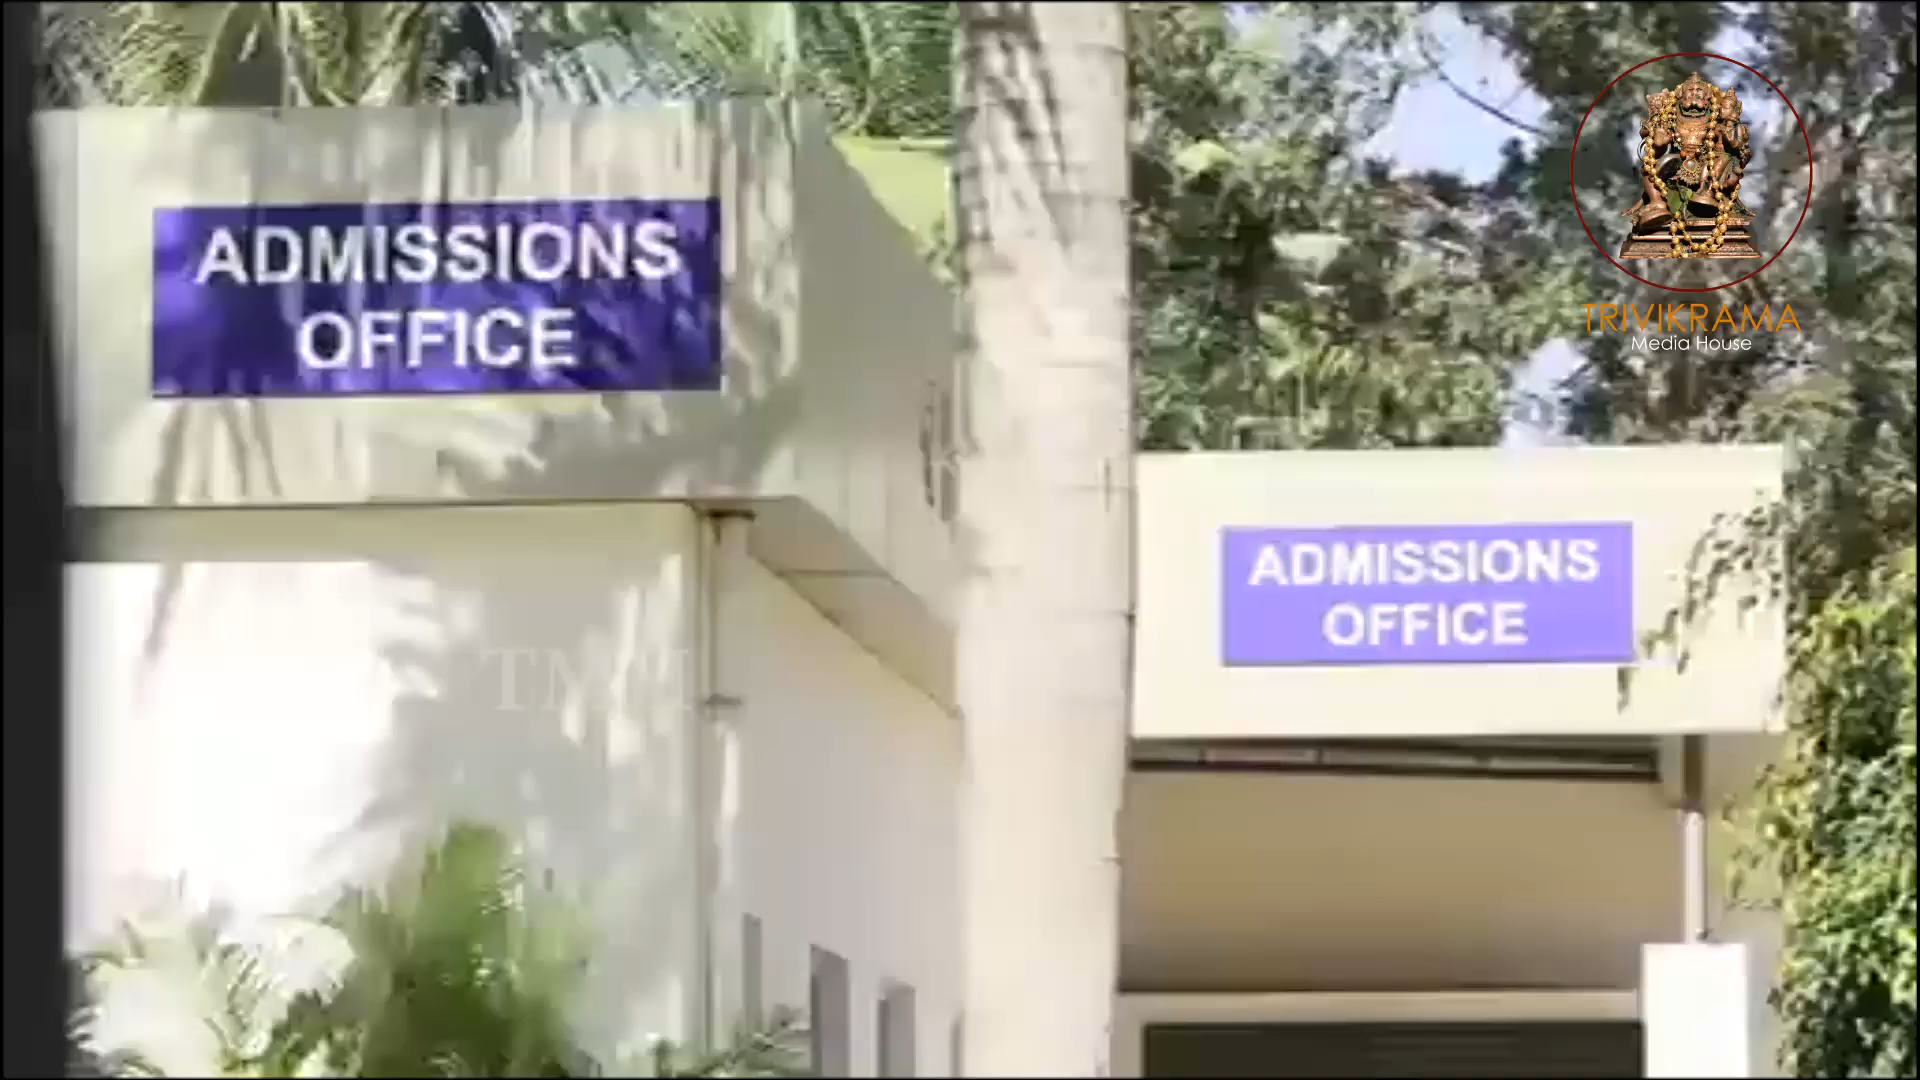 ADMISSIONS
OFFICE
ADMISSIONS
OFFICE
TRIVIKRAMA
Media House